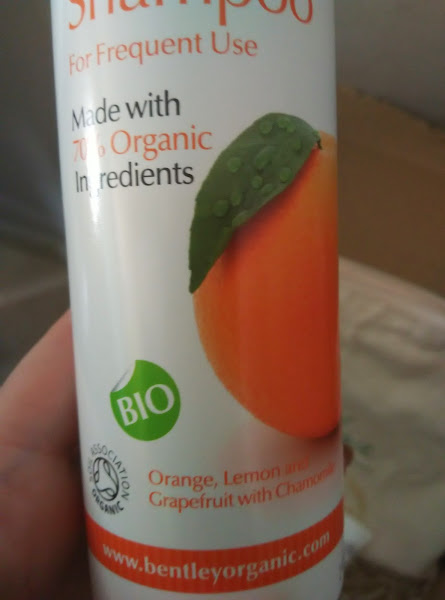 Shampoo
For Frequent Use
Made with
70% Organic
Ingredients
BIO
ASSOCIATION
ORGANIC
Orange, Lemon and
Grapefruit with Chamomile
www.bentleyorganic.com